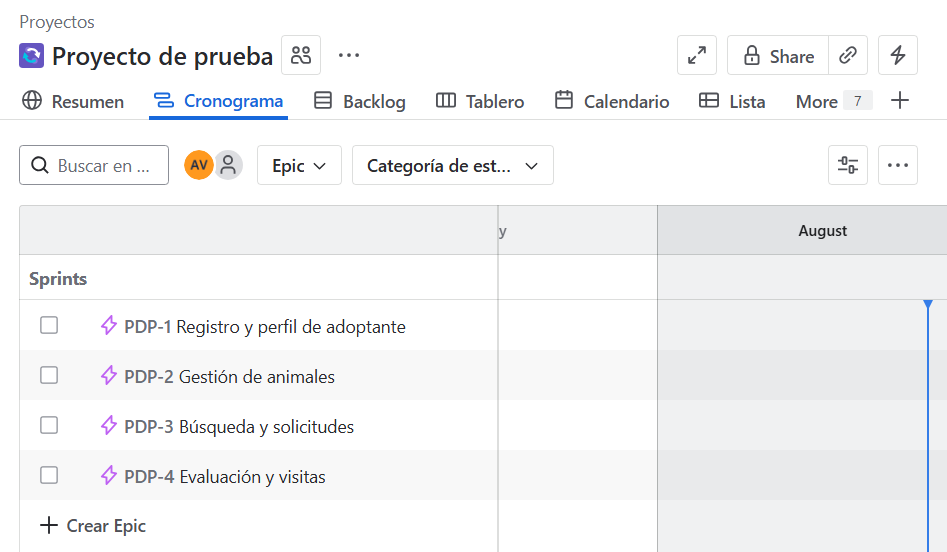 Proyectos
Proyecto de prueba
Share
Resumen Cronograma Backlog Tablero Calendario Lista More 7
Buscar en ... AV Epic Categoría de est...
y August
Sprints
PDP-1 Registro y perfil de adoptante
PDP-2 Gestión de animales
PDP-3 Búsqueda y solicitudes
PDP-4 Evaluación y visitas
Crear Epic